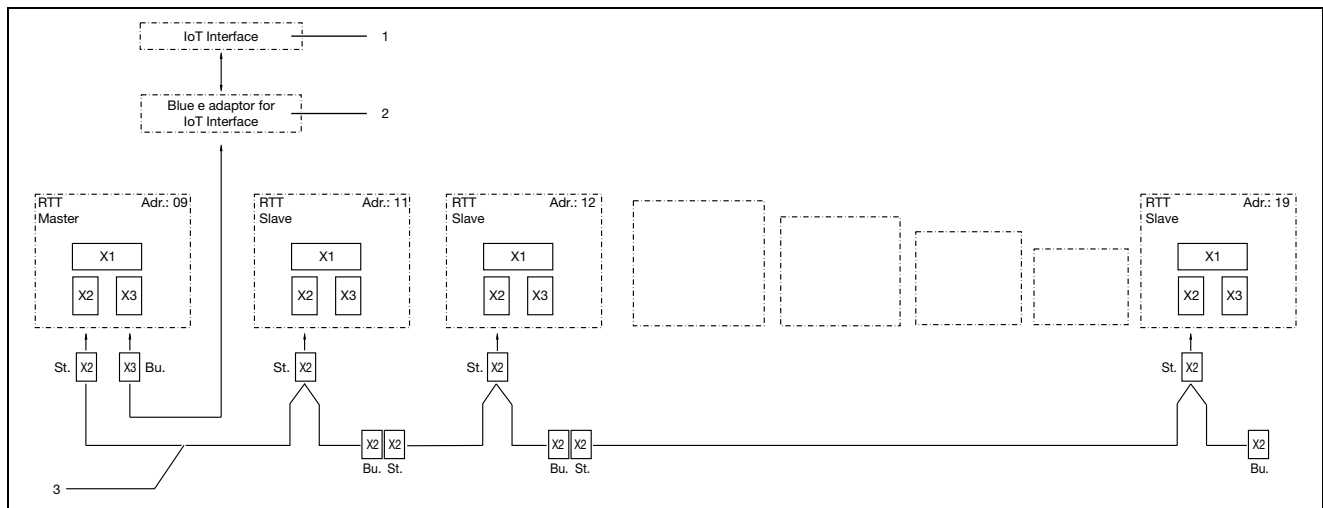 IoT Interface
1
Blue e adaptor for
IoT Interface
2
RTT
Master
Adr.: 09
X1
X2
X3
RTT
Slave
Adr.: 11
X1
X2
X3
RTT
Slave
Adr.: 12
X1
X2
X3
RTT
Slave
Adr.: 19
X1
X2
X3
St.
X2
X3
Bu.
St.
X2
St.
X2
St.
X2
X2
X2
Bu.
St.
X2
X2
Bu.
St.
X2
Bu.
3